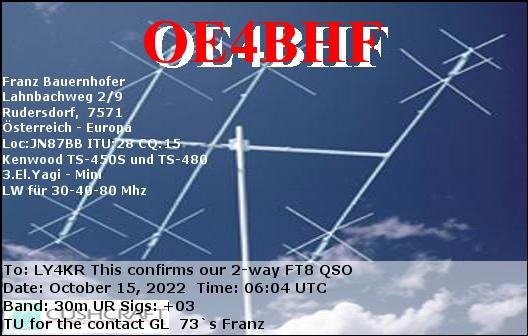 OE4BHF
Franz Bauernhofer
Lahnbachweg 2/9
Rudersdorf, 7571
Österreich - Europa
Loc:JN87BB ITU:28 CQ:15
Kenwood TS-450S und TS-480
3.El.Yagi - Mini
LW für 30-40-80 Mhz
To: LY4KR This confirms our 2-way FT8 QSO
Date: October 15, 2022 Time: 06:04 UTC
Band: 30m UR Sigs: +03
CUSHCRAFT
TU for the contact GL 73`s Franz